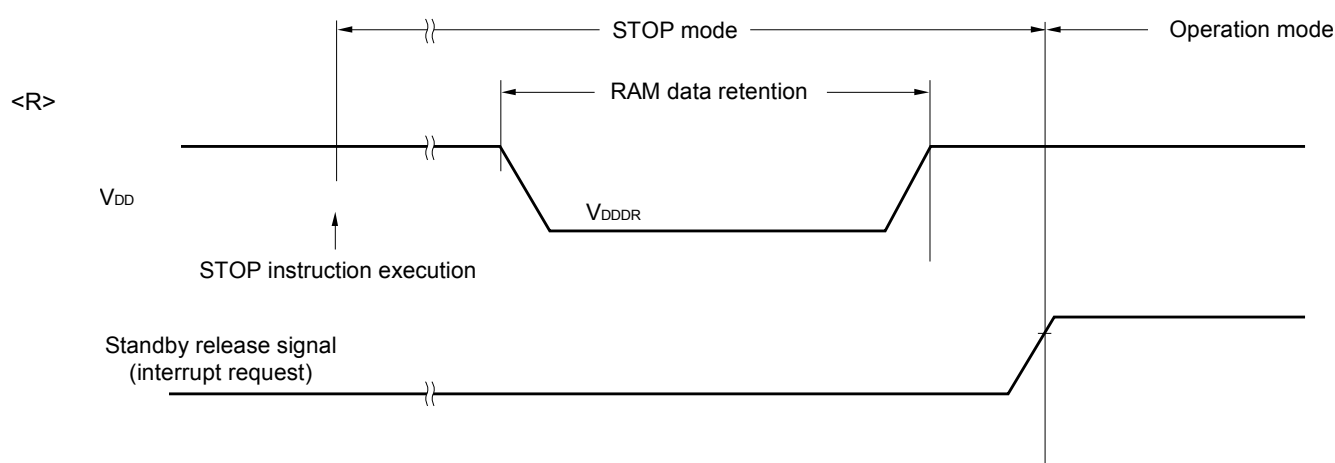 STOP mode
Operation mode
<R>
RAM data retention
VDD
VDDDR
STOP instruction execution
Standby release signal
(interrupt request)